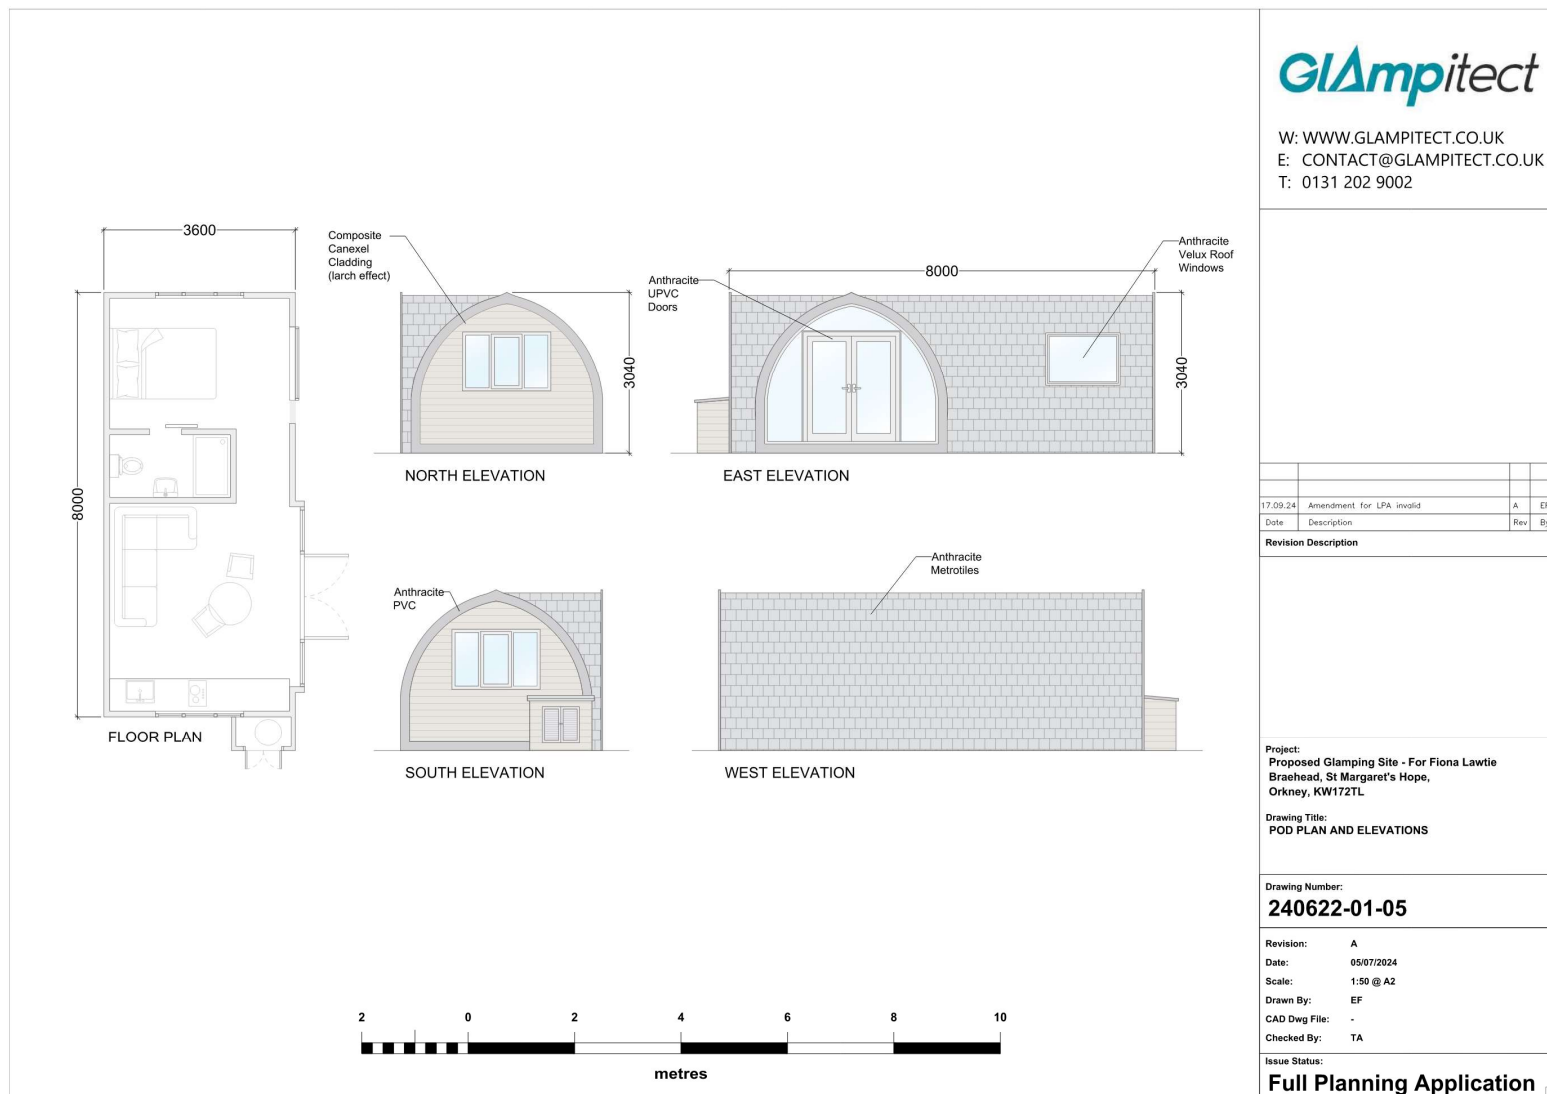 GlAmpitect
W: WWW.GLAMPITECT.CO.UK
E: CONTACT@GLAMPITECT.CO.UK
T: 0131 202 9002
3600
8000
FLOOR PLAN
Composite
Canexel
Cladding
(larch effect)
3040
NORTH ELEVATION
Anthracite
UPVC
Doors
8000
Anthracite
Velux Roof
Windows
3040
EAST ELEVATION
Anthracite
PVC
SOUTH ELEVATION
Anthracite
Metrotiles
WEST ELEVATION
2 0 2 4 6 8 10
metres
17.09.24 Amendment for LPA invalid A
Date Description Rev
Revision Description
Project:
Proposed Glamping Site - For Fiona Lawtie
Braehead, St Margaret's Hope,
Orkney, KW172TL
Drawing Title:
POD PLAN AND ELEVATIONS
Drawing Number:
240622-01-05
Revision: A
Date: 05/07/2024
Scale: 1:50 @ A2
Drawn By: EF
CAD Dwg File: -
Checked By: TA
Issue Status:
Full Planning Application